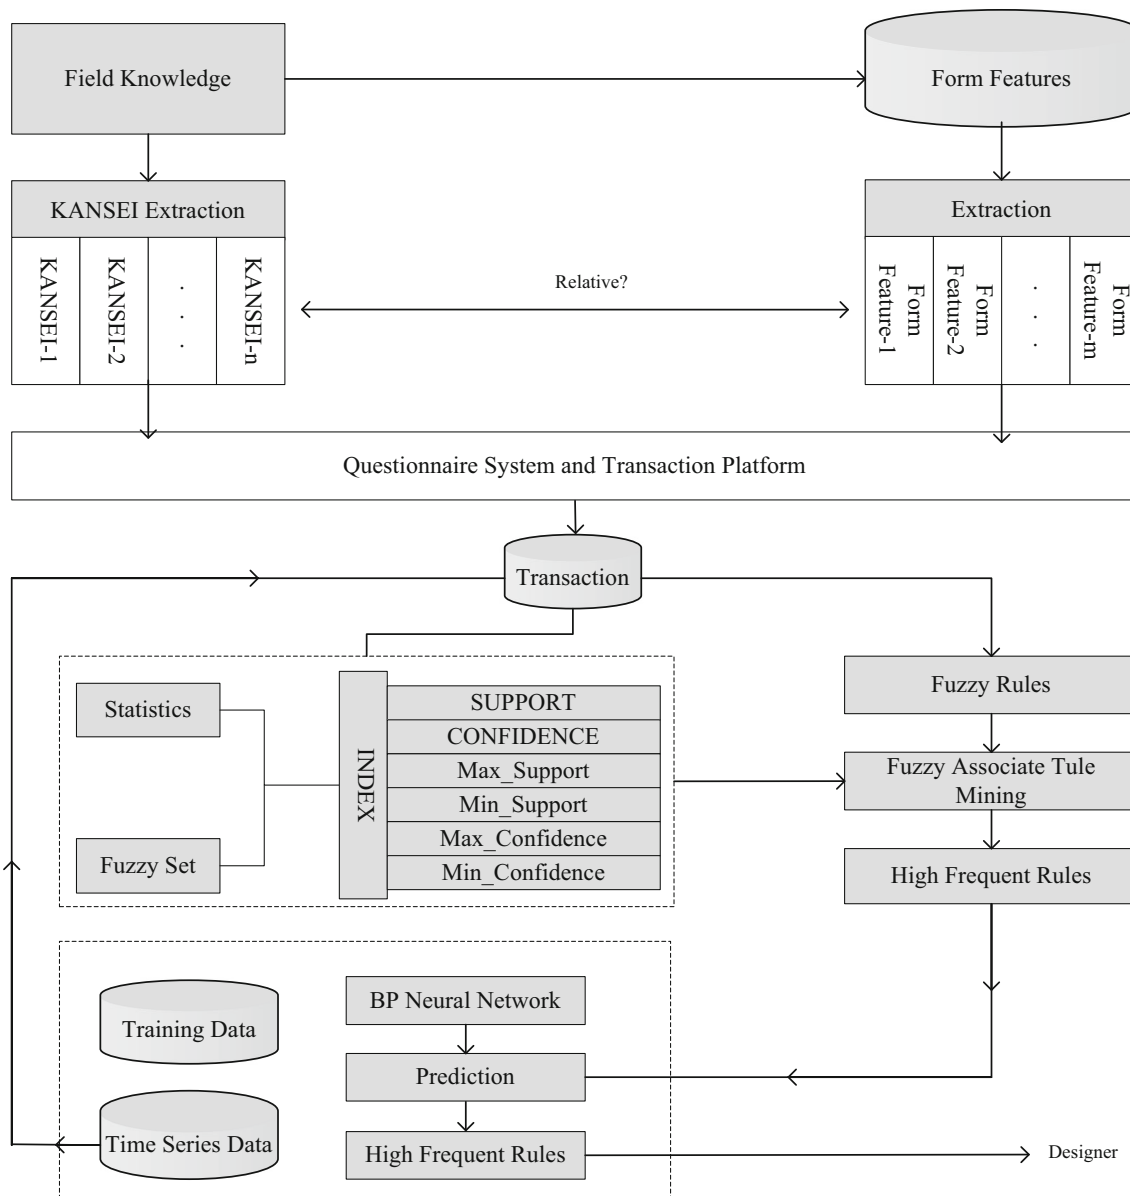 Field Knowledge
Form Features
KANSEI Extraction
Extraction
KANSEI-1
KANSEI-2
. . .
KANSEI-n
Relative?
Form
Feature-1
Form
Feature-2
. . .
Form
Feature-m
Questionnaire System and Transaction Platform
Transaction
Statistics
Fuzzy Set
INDEX
SUPPORT
CONFIDENCE
Max_Support
Min_Support
Max_Confidence
Min_Confidence
Fuzzy Rules
Fuzzy Associate Tule
Mining
High Frequent Rules
Training Data
Time Series Data
BP Neural Network
Prediction
High Frequent Rules
Designer